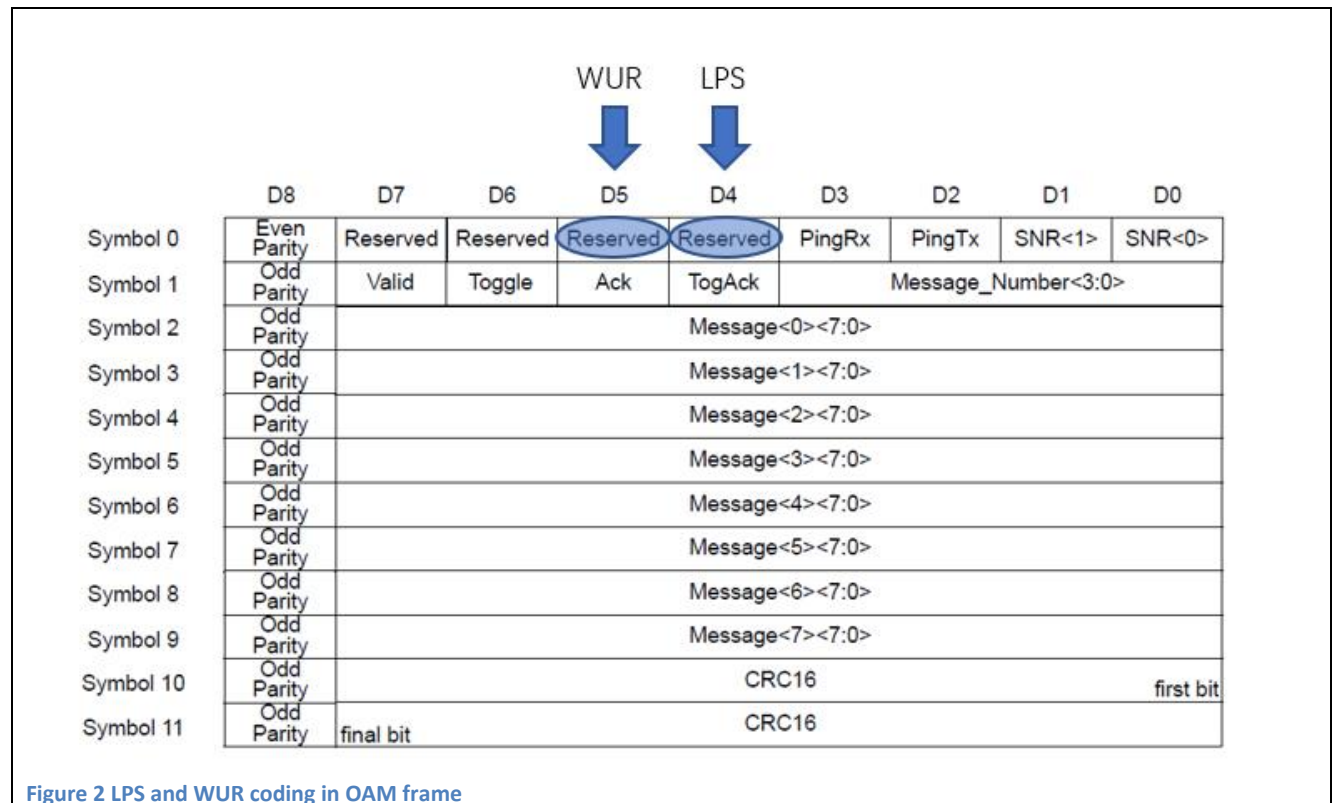 WUR LPS
D8 D7 D6 D5 D4 D3 D2 D1 D0
Symbol 0 Even Parity Reserved Reserved Reserved Reserved PingRx PingTx SNR<1> SNR<0>
Symbol 1 Odd Parity Valid Toggle Ack TogAck Message_Number<3:0>
Symbol 2 Odd Parity Message<0><7:0>
Symbol 3 Odd Parity Message<1><7:0>
Symbol 4 Odd Parity Message<2><7:0>
Symbol 5 Odd Parity Message<3><7:0>
Symbol 6 Odd Parity Message<4><7:0>
Symbol 7 Odd Parity Message<5><7:0>
Symbol 8 Odd Parity Message<6><7:0>
Symbol 9 Odd Parity Message<7><7:0>
Symbol 10 Odd Parity CRC16 first bit
Symbol 11 Odd Parity final bit CRC16
Figure 2 LPS and WUR coding in OAM frame